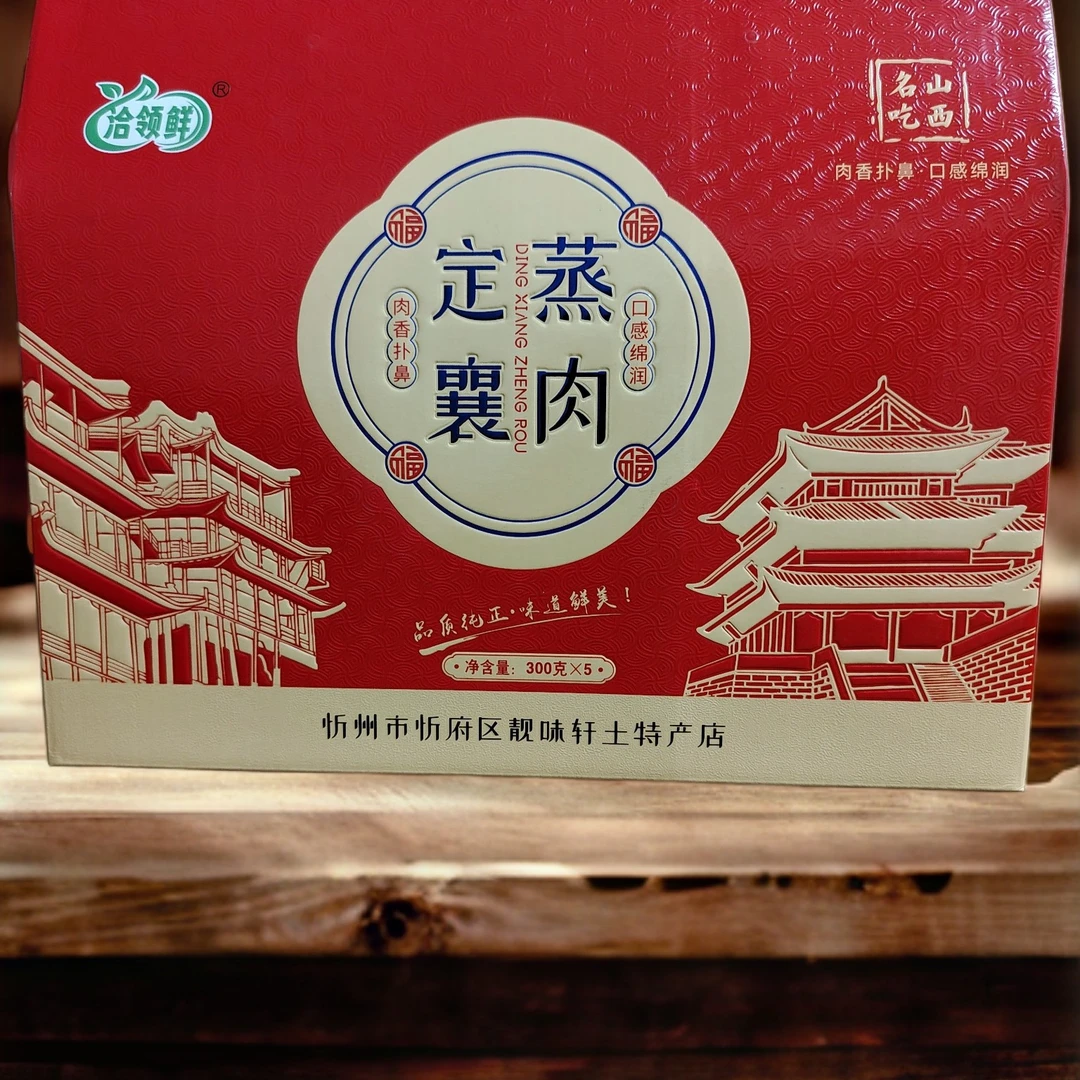 洽领鲜®
山西
名吃
肉香扑鼻·口感绵润
福
福
定襄
DING XIANG ZHENG ROU
蒸肉
肉香扑鼻
口感绵润
福
福
品质纯正·味道鲜美!
·净含量:300克×5·
忻州市忻府区靓味轩土特产店